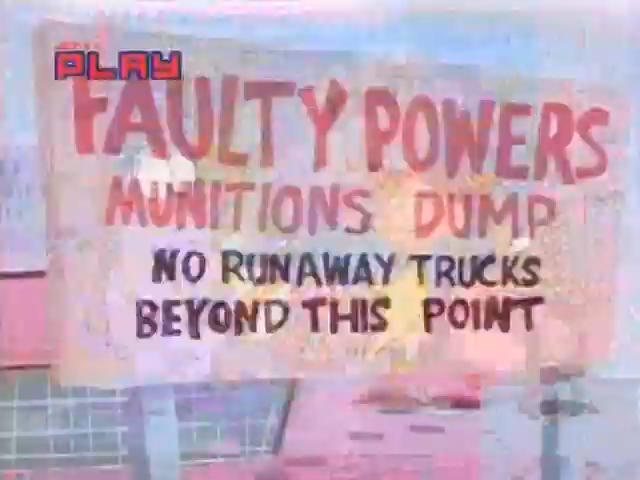 PLAY
FAULTY POWERS
MUNITIONS DUMP
NO RUNAWAY TRUCKS
BEYOND THIS POINT